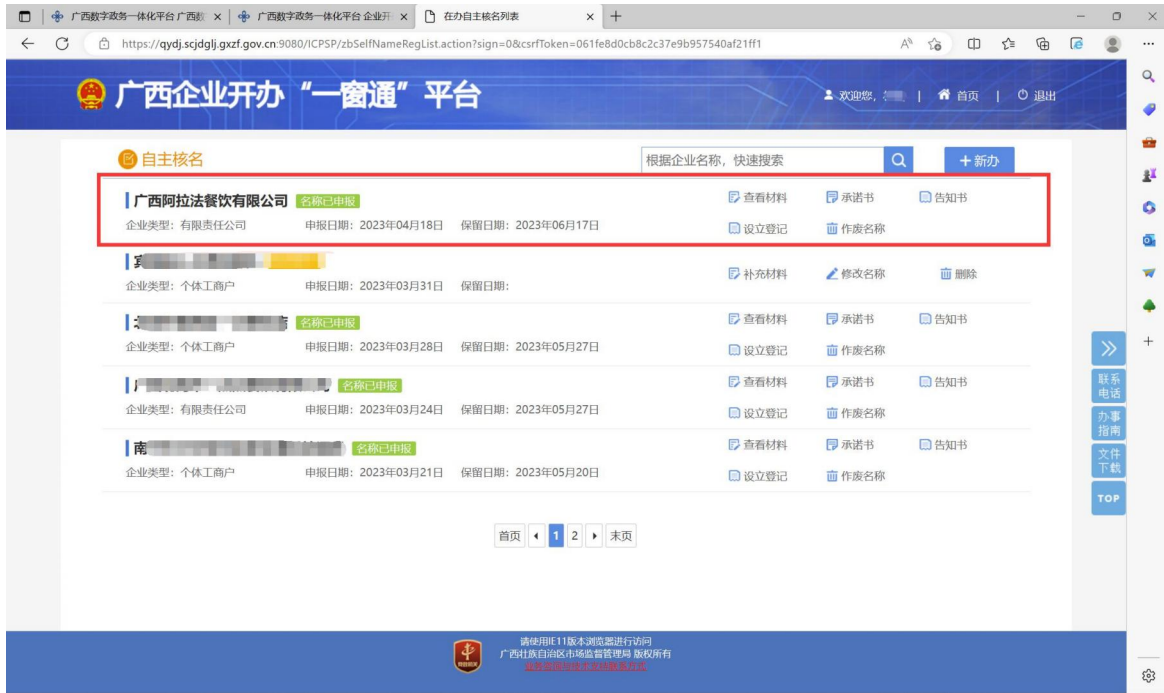 广西数字政务一体化平台 广西数
广西数字政务一体化平台 企业开
在办自主核名列表
https://qydj.scjdglj.gxzf.gov.cn:9080/ICPSP/zbSelfNameRegList.action?sign=0&csrfToken=061fe8d0cb8c2c37e9b957540af21ff1
广西企业开办“一窗通”平台
欢迎您, | 首页 | 退出
自主核名
根据企业名称，快速搜索
+新办
广西阿拉法餐饮有限公司 名称已申报
查看材料 承诺书 告知书
企业类型：有限责任公司 申报日期：2023年04月18日 保留日期：2023年06月17日
设立登记 作废名称
补充材料 修改名称 删除
企业类型：个体工商户 申报日期：2023年03月31日 保留日期：
名称已申报
查看材料 承诺书 告知书
企业类型：个体工商户 申报日期：2023年03月28日 保留日期：2023年05月27日
设立登记 作废名称
名称已申报
查看材料 承诺书 告知书
企业类型：有限责任公司 申报日期：2023年03月24日 保留日期：2023年05月27日
设立登记 作废名称
南 名称已申报
查看材料 承诺书 告知书
企业类型：个体工商户 申报日期：2023年03月21日 保留日期：2023年05月20日
设立登记 作废名称
联系
电话
办事
指南
文件
下载
TOP
首页 1 2 末页
请使用IE11版本浏览器进行访问
广西壮族自治区市场监督管理局 版权所有